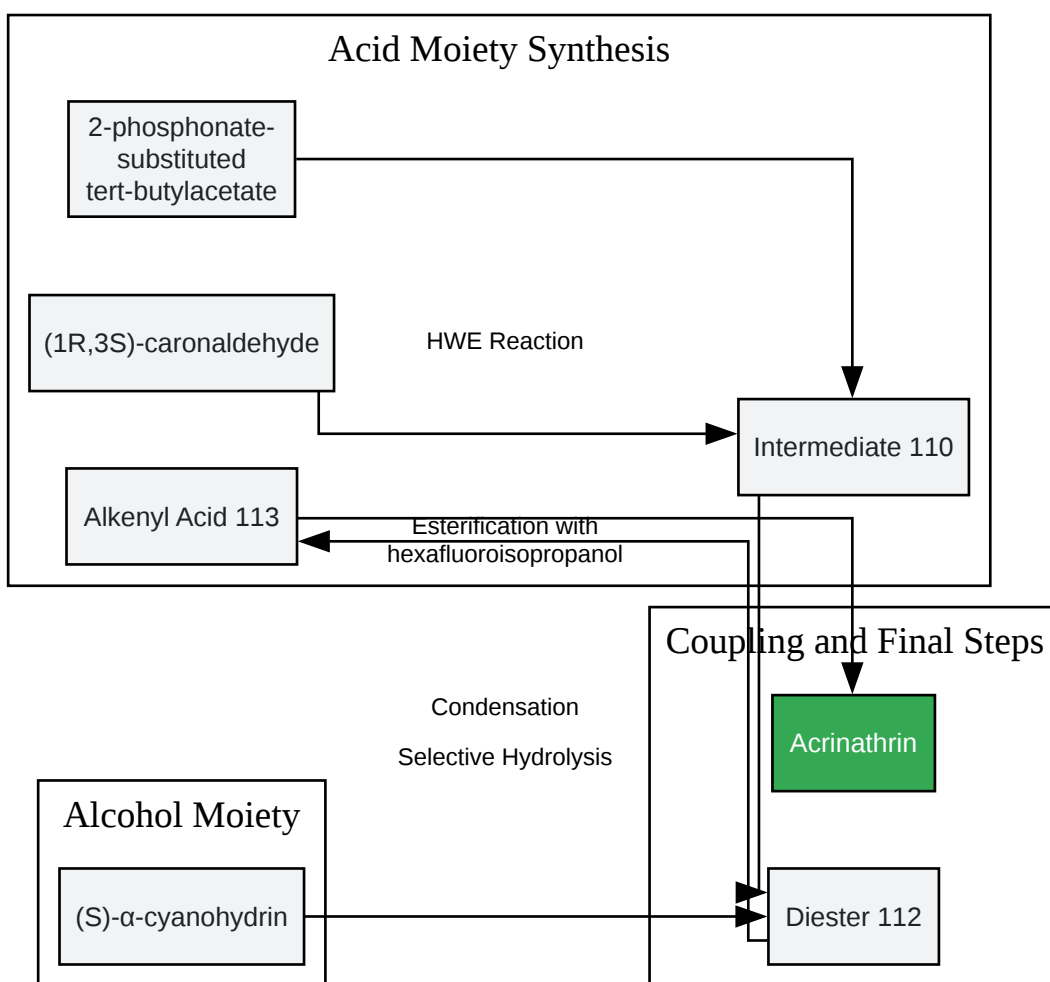 Acid Moiety Synthesis
2-phosphonate-
substituted
tert-butylacetate
(1R,3S)-caronaldehyde
HWE Reaction
Intermediate 110
Alkenyl Acid 113
Esterification with
hexafluoroisopropanol
Coupling and Final Steps
Condensation
Acrinathrin
Selective Hydrolysis
Alcohol Moiety
(S)-α-cyanohydrin
Diester 112